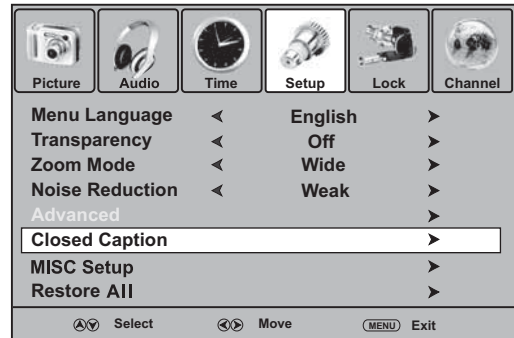 Picture Audio Time Setup Lock Channel
Menu Language English
Transparency Off
Zoom Mode Wide
Noise Reduction Weak
Advanced
Closed Caption
MISC Setup
Restore All
Select Move MENU Exit